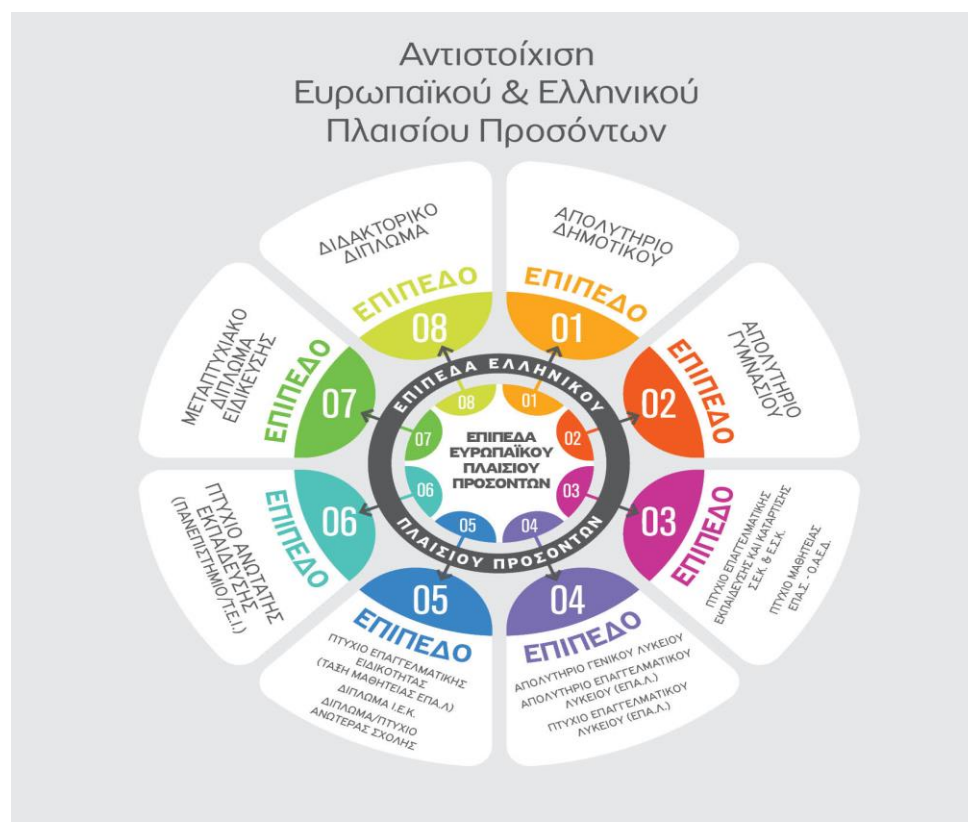 Αντιστοίχιση
Ευρωπαϊκού & Ελληνικού
Πλαισίου Προσόντων
ΑΠΟΛΥΤΗΡΙΟ
ΔΗΜΟΤΙΚΟΥ
ΕΠΙΠΕΔΟ
01
ΑΠΟΛΥΤΗΡΙΟ
ΓΥΜΝΑΣΙΟΥ
ΕΠΙΠΕΔΟ
02
ΕΠΙΠΕΔΟ
03
ΠΤΥΧΙΟ ΕΠΑΓΓΕΛΜΑΤΙΚΗΣ
ΕΚΠΑΙΔΕΥΣΗΣ ΚΑΙ ΚΑΤΑΡΤΙΣΗΣ
Σ.Ε.Κ. & Ε.Σ.Κ.
ΠΤΥΧΙΟ ΜΑΘΗΤΕΙΑΣ
ΕΠΑ.Σ. - Ο.Α.Ε.Δ.
04
ΕΠΙΠΕΔΟ
ΑΠΟΛΥΤΗΡΙΟ ΓΕΝΙΚΟΥ ΛΥΚΕΙΟΥ
ΑΠΟΛΥΤΗΡΙΟ ΕΠΑΓΓΕΛΜΑΤΙΚΟΥ
ΛΥΚΕΙΟΥ (ΕΠΑ.Λ.)
ΠΤΥΧΙΟ ΕΠΑΓΓΕΛΜΑΤΙΚΟΥ
ΛΥΚΕΙΟΥ (ΕΠΑ.Λ.)
05
ΕΠΙΠΕΔΟ
ΠΤΥΧΙΟ ΕΠΑΓΓΕΛΜΑΤΙΚΗΣ
ΕΙΔΙΚΟΤΗΤΑΣ
(ΤΑΞΗ ΜΑΘΗΤΕΙΑΣ ΕΠΑ.Λ)
ΔΙΠΛΩΜΑ Ι.Ε.Κ.
ΔΙΠΛΩΜΑ/ΠΤΥΧΙΟ
ΑΝΩΤΕΡΑΣ ΣΧΟΛΗΣ
06
ΕΠΙΠΕΔΟ
ΠΤΥΧΙΟ ΑΝΩΤΑΤΗΣ
ΕΚΠΑΙΔΕΥΣΗΣ
(ΠΑΝΕΠΙΣΤΗΜΙΟ/Τ.Ε.Ι.)
ΜΕΤΑΠΤΥΧΙΑΚΟ
ΔΙΠΛΩΜΑ
ΕΙΔΙΚΕΥΣΗΣ
ΕΠΙΠΕΔΟ
07
ΔΙΔΑΚΤΟΡΙΚΟ
ΔΙΠΛΩΜΑ
ΕΠΙΠΕΔΟ
08
ΕΠΙΠΕΔΑ ΕΛΛΗΝΙΚΟΥ
ΠΛΑΙΣΙΟΥ ΠΡΟΣΟΝΤΩΝ
01
02
03
04
05
06
07
08
ΕΠΙΠΕΔΑ
ΕΥΡΩΠΑΪΚΟΥ
ΠΛΑΙΣΙΟΥ
ΠΡΟΣΟΝΤΩΝ